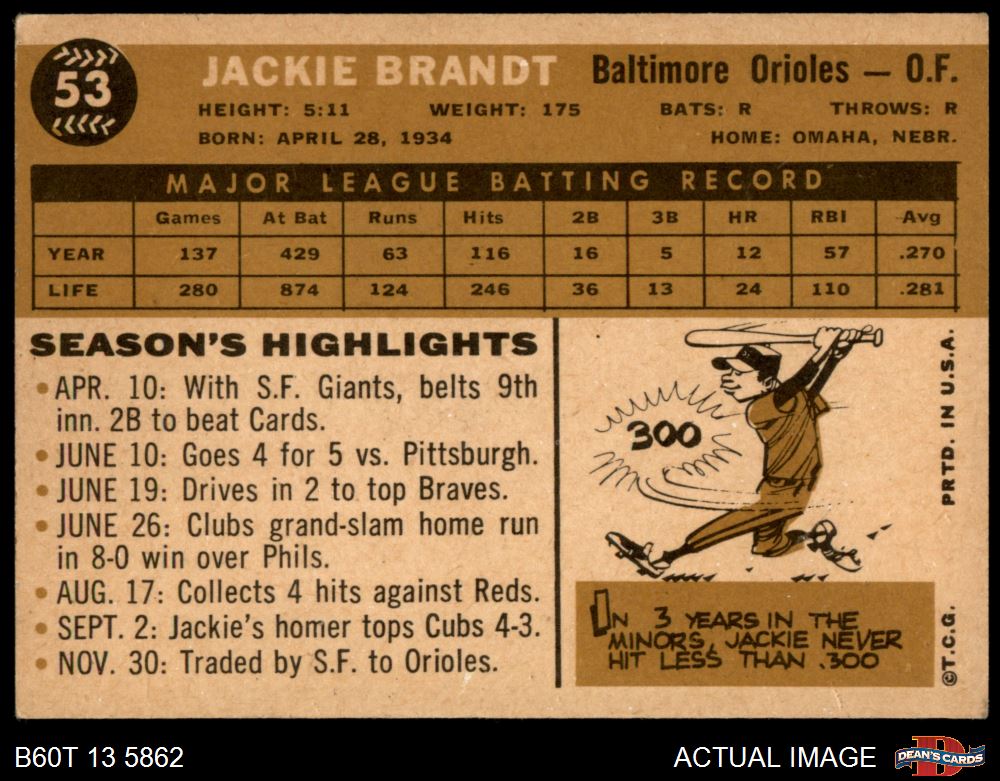 53
JACKIE BRANDT Baltimore Orioles — O.F.
HEIGHT: 5:11 WEIGHT: 175 BATS: R THROWS: R
BORN: APRIL 28, 1934 HOME: OMAHA, NEBR.
MAJOR LEAGUE BATTING RECORD
Games At Bat Runs Hits 2B 3B HR RBI Avg
YEAR 137 429 63 116 16 5 12 57 .270
LIFE 280 874 124 246 36 13 24 110 .281
SEASON'S HIGHLIGHTS
• APR. 10: With S.F. Giants, belts 9th
inn. 2B to beat Cards.
• JUNE 10: Goes 4 for 5 vs. Pittsburgh.
• JUNE 19: Drives in 2 to top Braves.
• JUNE 26: Clubs grand-slam home run
in 8-0 win over Phils.
• AUG. 17: Collects 4 hits against Reds.
• SEPT. 2: Jackie's homer tops Cubs 4-3.
• NOV. 30: Traded by S.F. to Orioles.
300
IN 3 YEARS IN THE
MINORS, JACKIE NEVER
HIT LESS THAN .300
©T.C.G. PRTD. IN U.S.A.
B60T 13 5862 ACTUAL IMAGE
D
DEAN'S CARDS